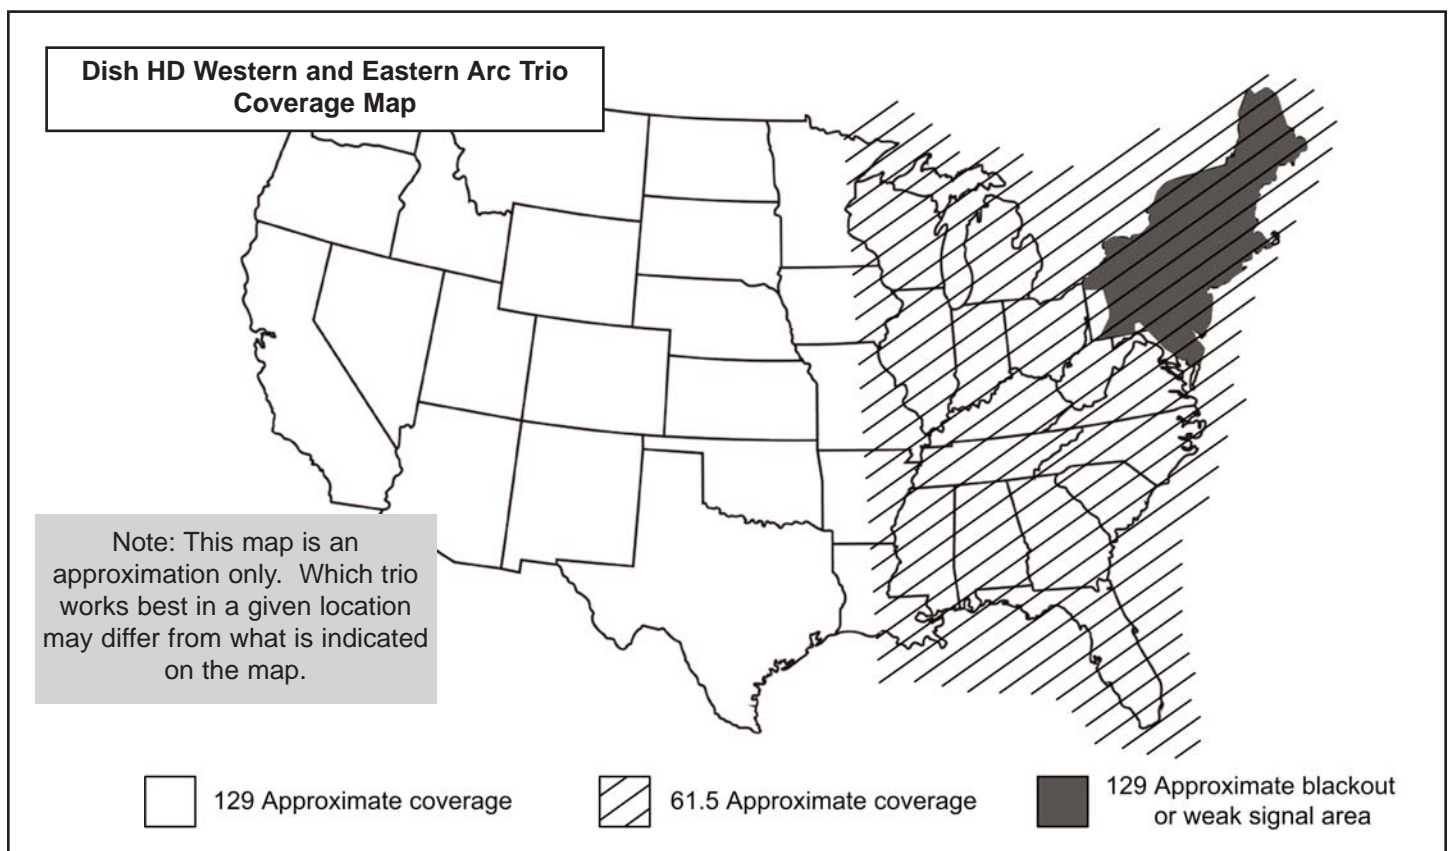 Dish HD Western and Eastern Arc Trio
Coverage Map
Note: This map is an
approximation only.  Which trio
works best in a given location
may differ from what is indicated
on the map.
129 Approximate coverage
61.5 Approximate coverage
129 Approximate blackout
or weak signal area